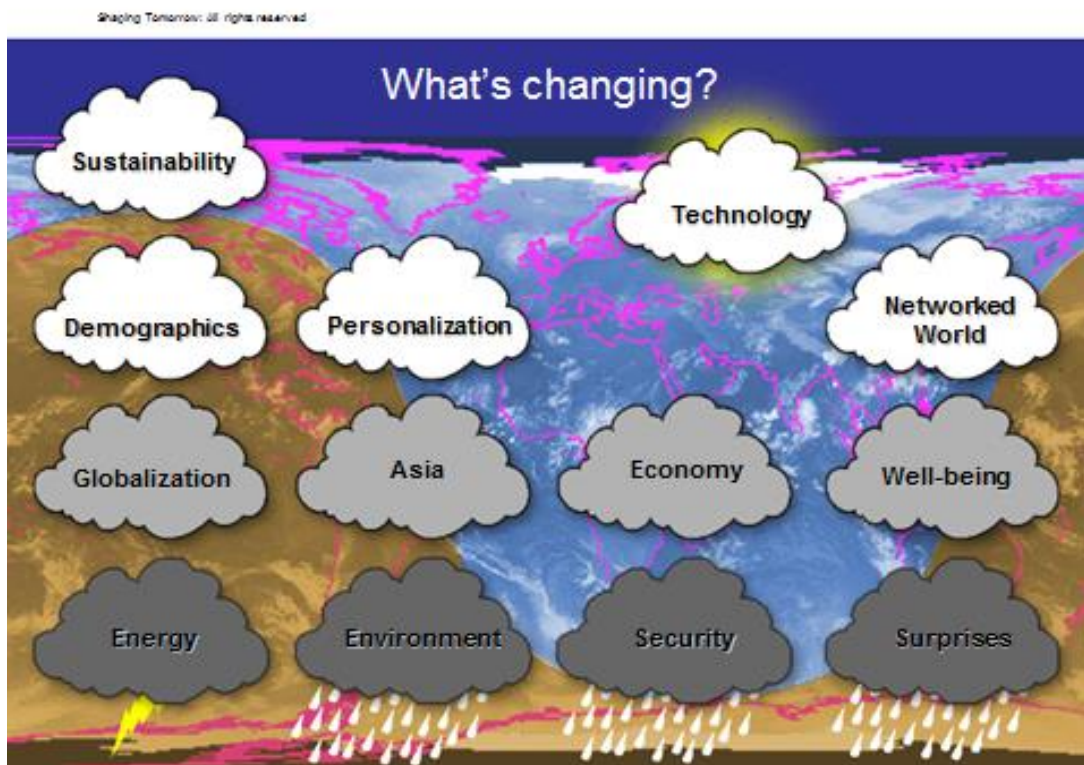 Shaping Tomorrow: All rights reserved
What's changing?
Sustainability
Technology
Demographics
Personalization
Networked
World
Globalization
Asia
Economy
Well-being
Energy
Environment
Security
Surprises